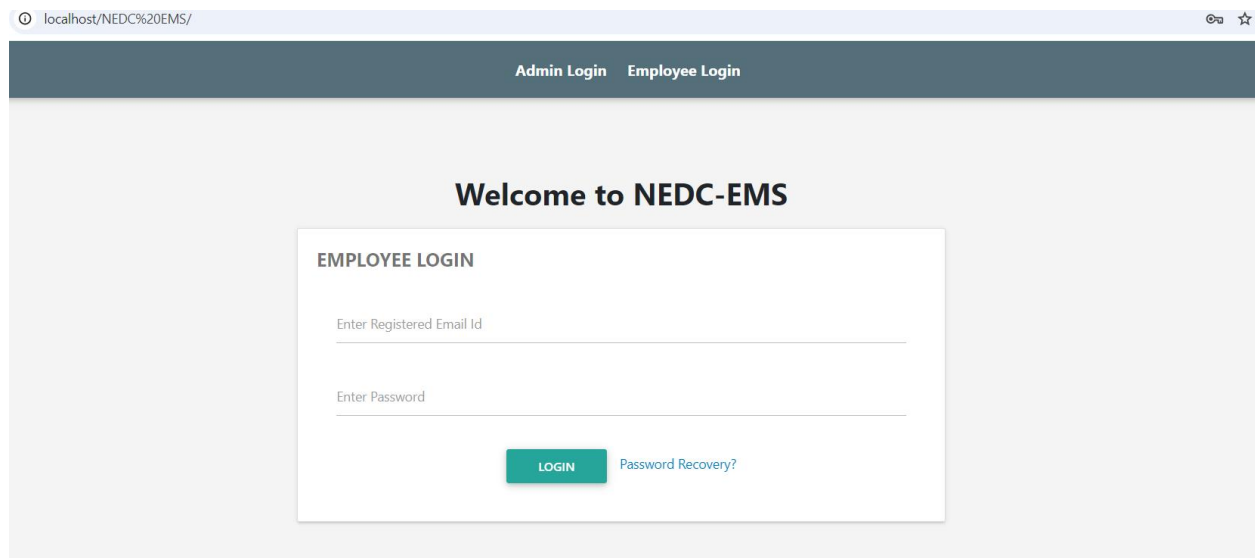 localhost/NEDC%20EMS/
Admin Login Employee Login
Welcome to NEDC-EMS
EMPLOYEE LOGIN
Enter Registered Email Id
Enter Password
LOGIN Password Recovery?